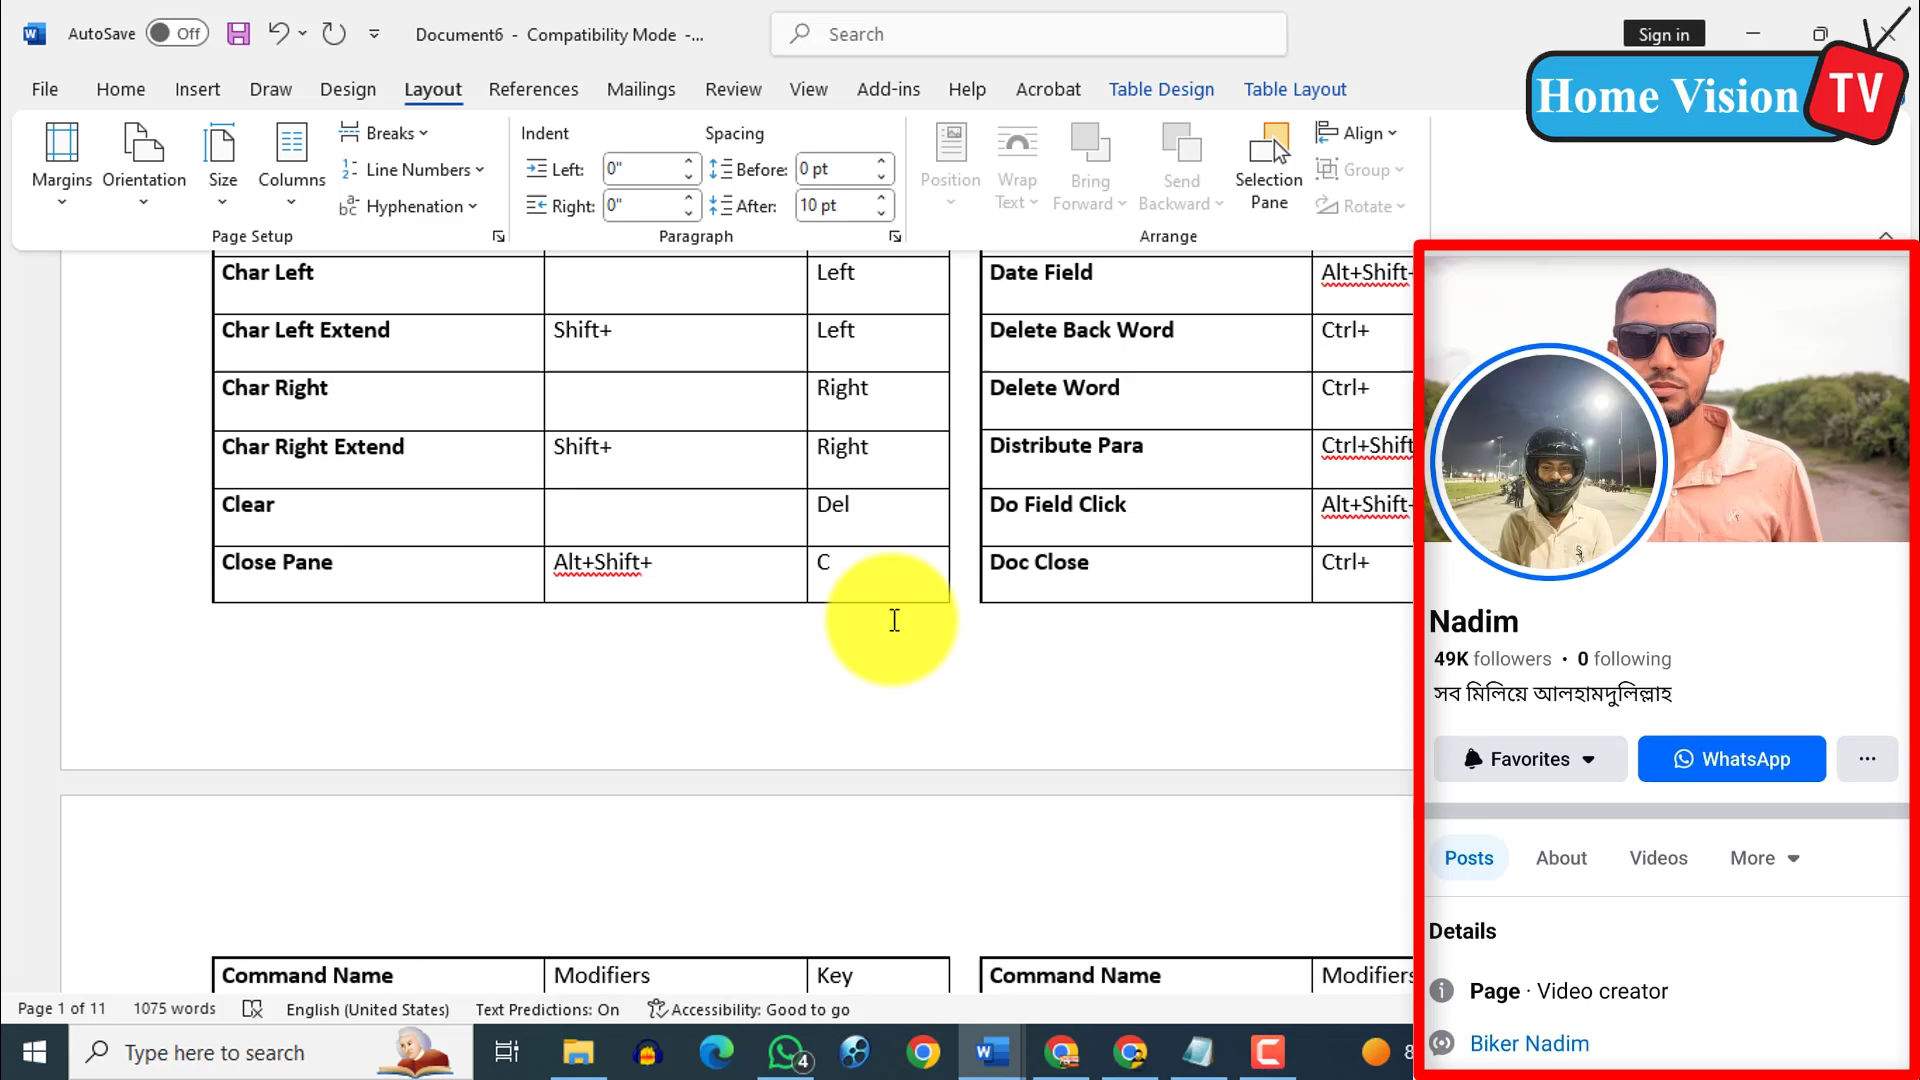 AutoSave Off Document6 - Compatibility Mode -... Search Sign in
Home Vision TV
File Home Insert Draw Design Layout References Mailings Review View Add-ins Help Acrobat Table Design Table Layout
Margins Orientation Size Columns Breaks Line Numbers Hyphenation
Page Setup
Indent Spacing
Left: 0" Before: 0 pt
Right: 0" After: 10 pt
Paragraph
Position Wrap Text Bring Forward Send Backward Selection Pane Align Group Rotate
Arrange
Char Left Left Date Field Alt+Shift+
Char Left Extend Shift+ Left Delete Back Word Ctrl+
Char Right Right Delete Word Ctrl+
Char Right Extend Shift+ Right Distribute Para Ctrl+Shift
Clear Del Do Field Click Alt+Shift+
Close Pane Alt+Shift+ C Doc Close Ctrl+
Command Name Modifiers Key Command Name Modifiers
Nadim
49K followers • 0 following
সব মিলিয়ে আলহামদুলিল্লাহ
Favorites WhatsApp ...
Posts About Videos More
Details
Page · Video creator
Biker Nadim
Page 1 of 11 1075 words English (United States) Text Predictions: On Accessibility: Good to go
Type here to search 4 8